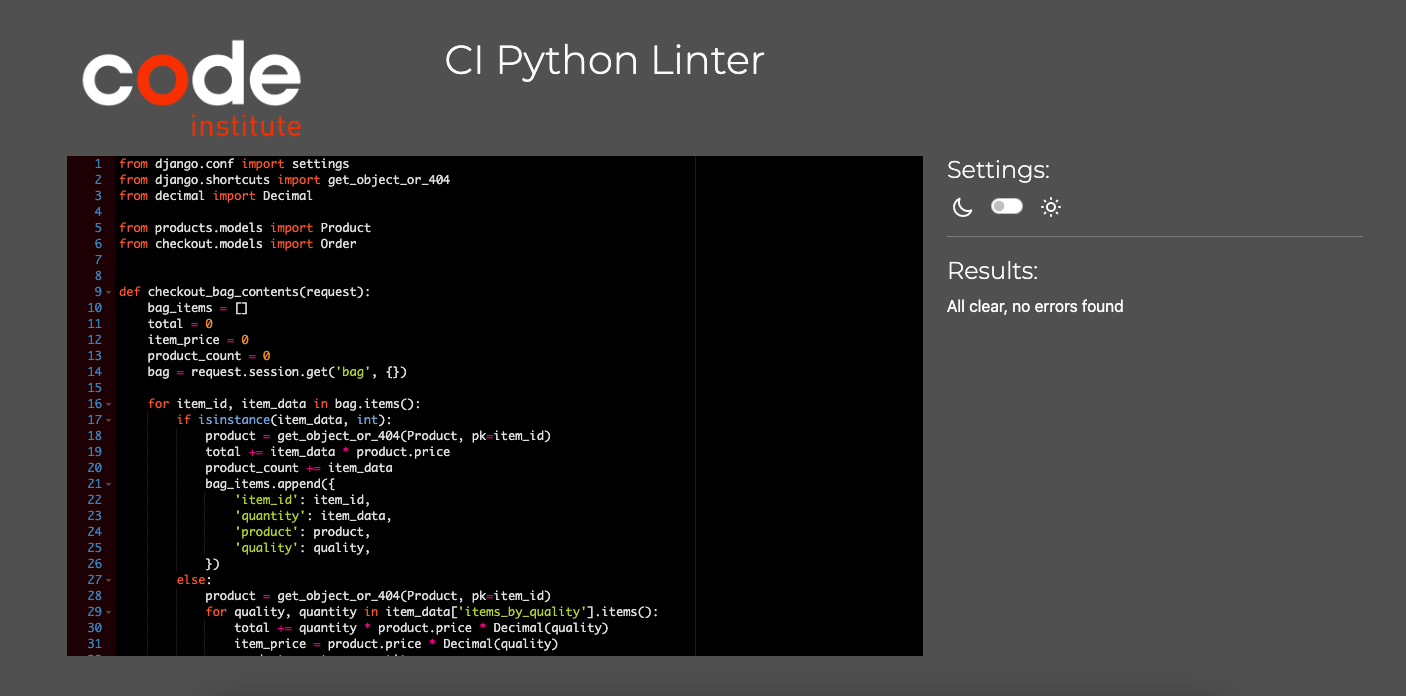 code
institute
CI Python Linter
1 from django.conf import settings
2 from django.shortcuts import get_object_or_404
3 from decimal import Decimal
4
5 from products.models import Product
6 from checkout.models import Order
7
8
9 def checkout_bag_contents(request):
10     bag_items = []
11     total = 0
12     item_price = 0
13     product_count = 0
14     bag = request.session.get('bag', {})
15
16     for item_id, item_data in bag.items():
17         if isinstance(item_data, int):
18             product = get_object_or_404(Product, pk=item_id)
19             total += item_data * product.price
20             product_count += item_data
21             bag_items.append({
22                 'item_id': item_id,
23                 'quantity': item_data,
24                 'product': product,
25                 'quality': quality,
26             })
27         else:
28             product = get_object_or_404(Product, pk=item_id)
29             for quality, quantity in item_data['items_by_quality'].items():
30                 total += quantity * product.price * Decimal(quality)
31                 item_price = product.price * Decimal(quality)
Settings:
Results:
All clear, no errors found